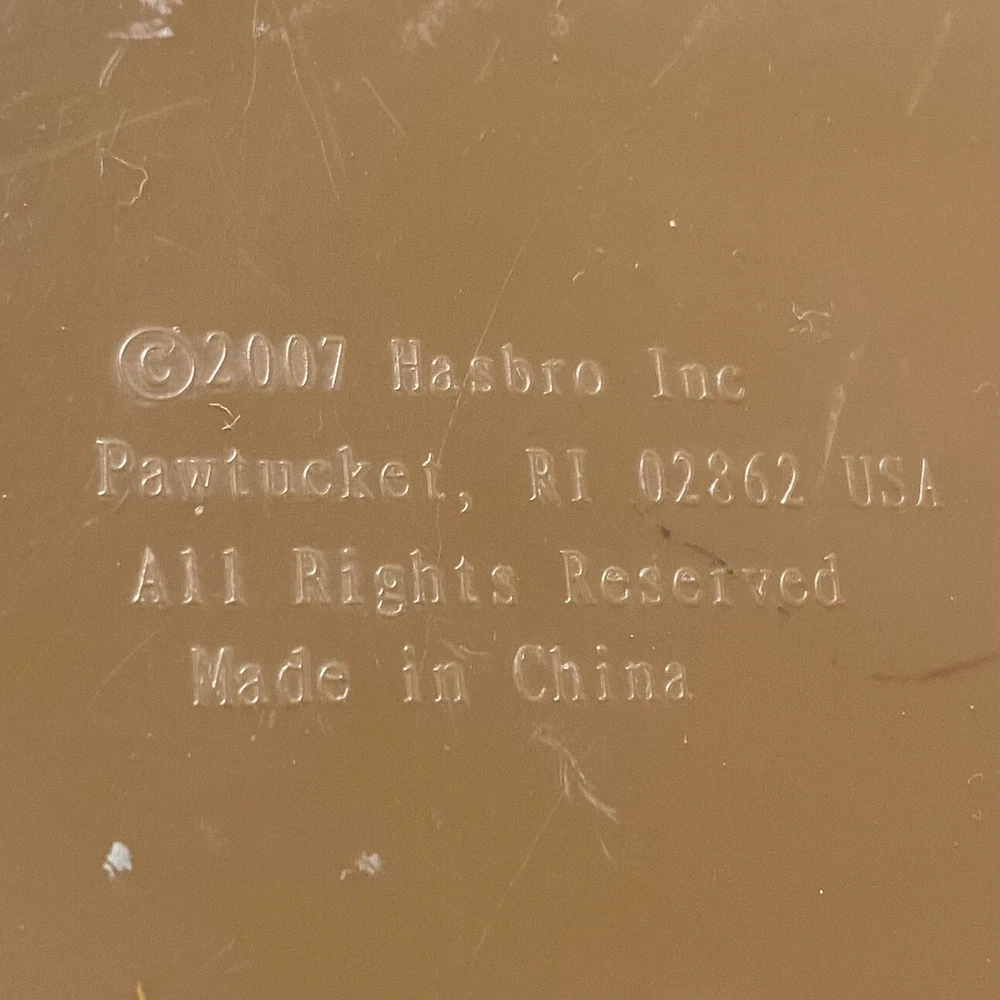 ©2007 Hasbro Inc
Pawtucket, RI 02862 USA
All Rights Reserved
Made in China